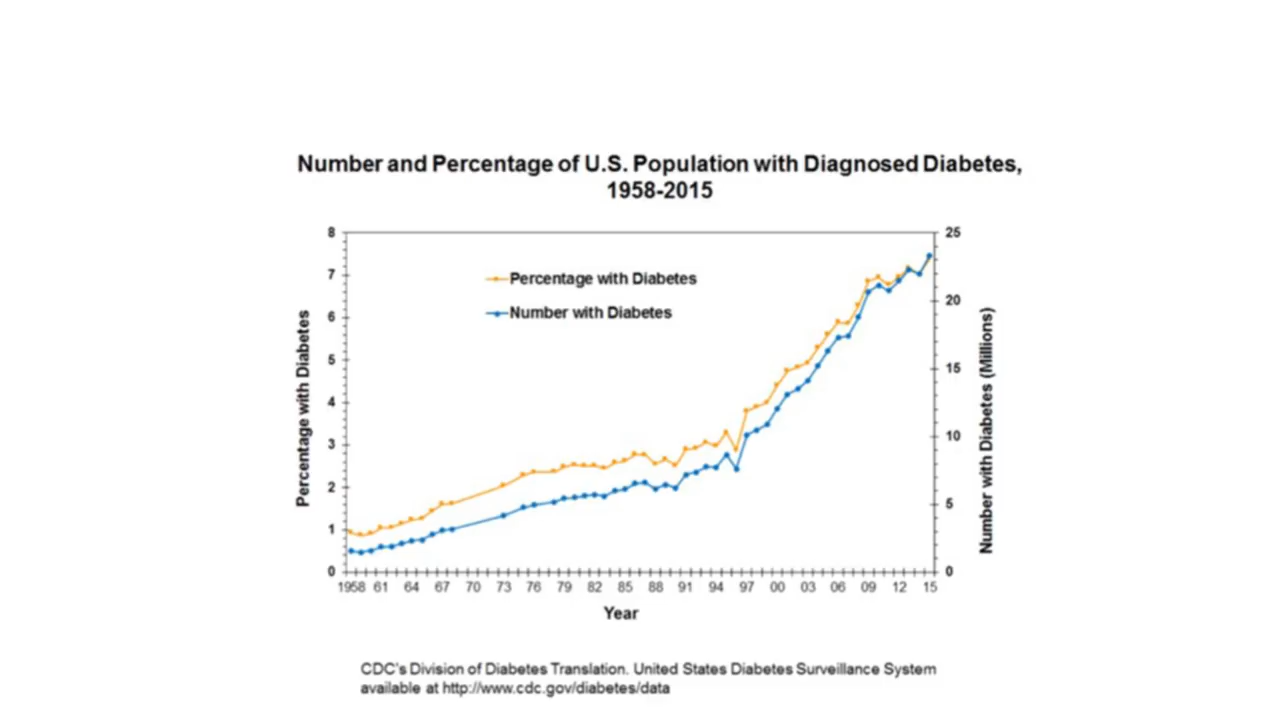 Number and Percentage of U.S. Population with Diagnosed Diabetes,
1958-2015
8
7
6
5
4
3
2
1
0
Percentage with Diabetes
Percentage with Diabetes
Number with Diabetes
25
20
15
10
5
0
Number with Diabetes (Millions)
1958 61 64 67 70 73 76 79 82 85 88 91 94 97 00 03 06 09 12 15
Year
CDC's Division of Diabetes Translation. United States Diabetes Surveillance System
available at http://www.cdc.gov/diabetes/data